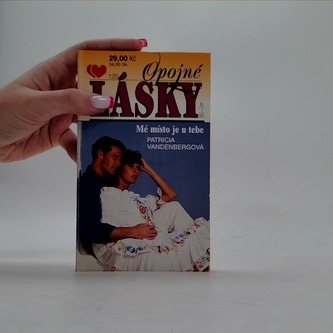 29,00 Kč
Opojné
LÁSKY
Mé místo je u tebe
PATRICIA
VANDENBERGOVÁ